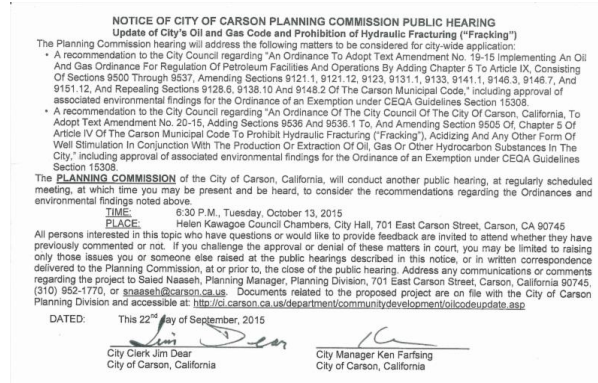 NOTICE OF CITY OF CARSON PLANNING COMMISSION PUBLIC HEARING
Update of City's Oil and Gas Code and Prohibition of Hydraulic Fracturing ("Fracking")
The Planning Commission hearing will address the following matters to be considered for city-wide application:
• A recommendation to the City Council regarding "An Ordinance To Adopt Text Amendment No. 19-15 Implementing An Oil
And Gas Ordinance For Regulation Of Petroleum Facilities And Operations By Adding Chapter 5 To Article IX, Consisting
Of Sections 9500 Through 9537, Amending Sections 9121.1, 9121.12, 9123, 9131.1, 9133, 9141.1, 9146.3, 9146.7, And
9151.12, And Repealing Sections 9128.6, 9138.10 And 9148.2 Of The Carson Municipal Code," including approval of
associated environmental findings for the Ordinance of an Exemption under CEQA Guidelines Section 15308.
• A recommendation to the City Council regarding "An Ordinance Of The City Council Of The City Of Carson, California, To
Adopt Text Amendment No. 20-15, Adding Sections 9536 And 9536.1 To, And Amending Section 9505 Of, Chapter 5 Of
Article IV Of The Carson Municipal Code To Prohibit Hydraulic Fracturing ("Fracking"), Acidizing And Any Other Form Of
Well Stimulation In Conjunction With The Production Or Extraction Of Oil, Gas Or Other Hydrocarbon Substances In The
City," including approval of associated environmental findings for the Ordinance of an Exemption under CEQA Guidelines
Section 15308.
The PLANNING COMMISSION of the City of Carson, California, will conduct another public hearing, at regularly scheduled
meeting, at which time you may be present and be heard, to consider the recommendations regarding the Ordinances and
environmental findings noted above.
TIME: 6:30 P.M., Tuesday, October 13, 2015
PLACE: Helen Kawagoe Council Chambers, City Hall, 701 East Carson Street, Carson, CA 90745
All persons interested in this topic who have questions or would like to provide feedback are invited to attend whether they have
previously commented or not. If you challenge the approval or denial of these matters in court, you may be limited to raising
only those issues you or someone else raised at the public hearings described in this notice, or in written correspondence
delivered to the Planning Commission, at or prior to, the close of the public hearing. Address any communications or comments
regarding the project to Saied Naaseh, Planning Manager, Planning Division, 701 East Carson Street, Carson, California 90745,
(310) 952-1770, or snaaseh@carson.ca.us. Documents related to the proposed project are on file with the City of Carson
Planning Division and accessible at: http://ci.carson.ca.us/department/communitydevelopment/oilcodeupdate.asp
DATED: This 22nd day of September, 2015
Jim Dear
City Clerk Jim Dear City Manager Ken Farfsing
City of Carson, California City of Carson, California